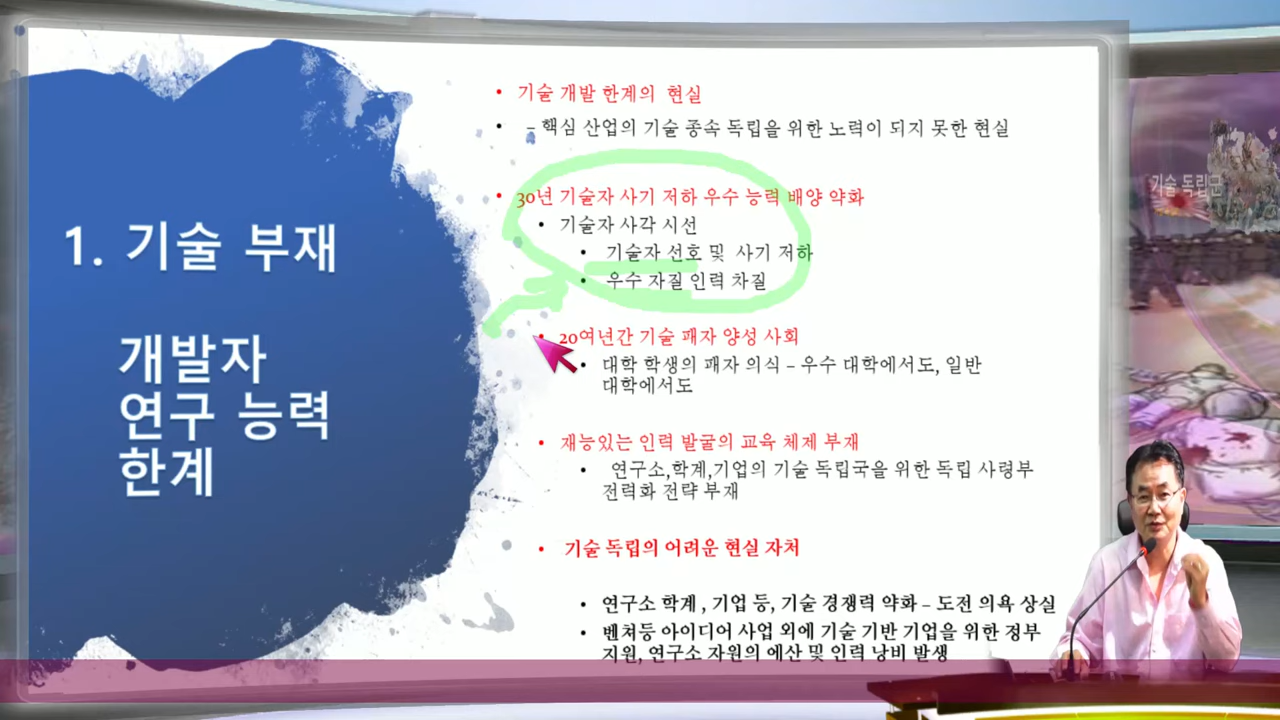 1. 기술 부재
개발자
연구 능력
한계
• 기술 개발 한계의 현실
• – 핵심 산업의 기술 종속 독립을 위한 노력이 되지 못한 현실
• 30년 기술자 사기 저하 우수 능력 배양 약화
• 기술자 사각 시선
• 기술자 선호 및 사기 저하
• 우수 자질 인력 차질
• 20여년간 기술 패자 양성 사회
• 대학 학생의 패자 의식 – 우수 대학에서도, 일반
대학에서도
• 재능있는 인력 발굴의 교육 체제 부재
• 연구소,학계,기업의 기술 독립국을 위한 독립 사령부
전력화 전략 부재
• 기술 독립의 어려운 현실 자처
• 연구소 학계 , 기업 등, 기술 경쟁력 약화 – 도전 의욕 상실
• 벤쳐등 아이디어 사업 외에 기술 기반 기업을 위한 정부
지원, 연구소 자원의 예산 및 인력 낭비 발생
기술 독립군